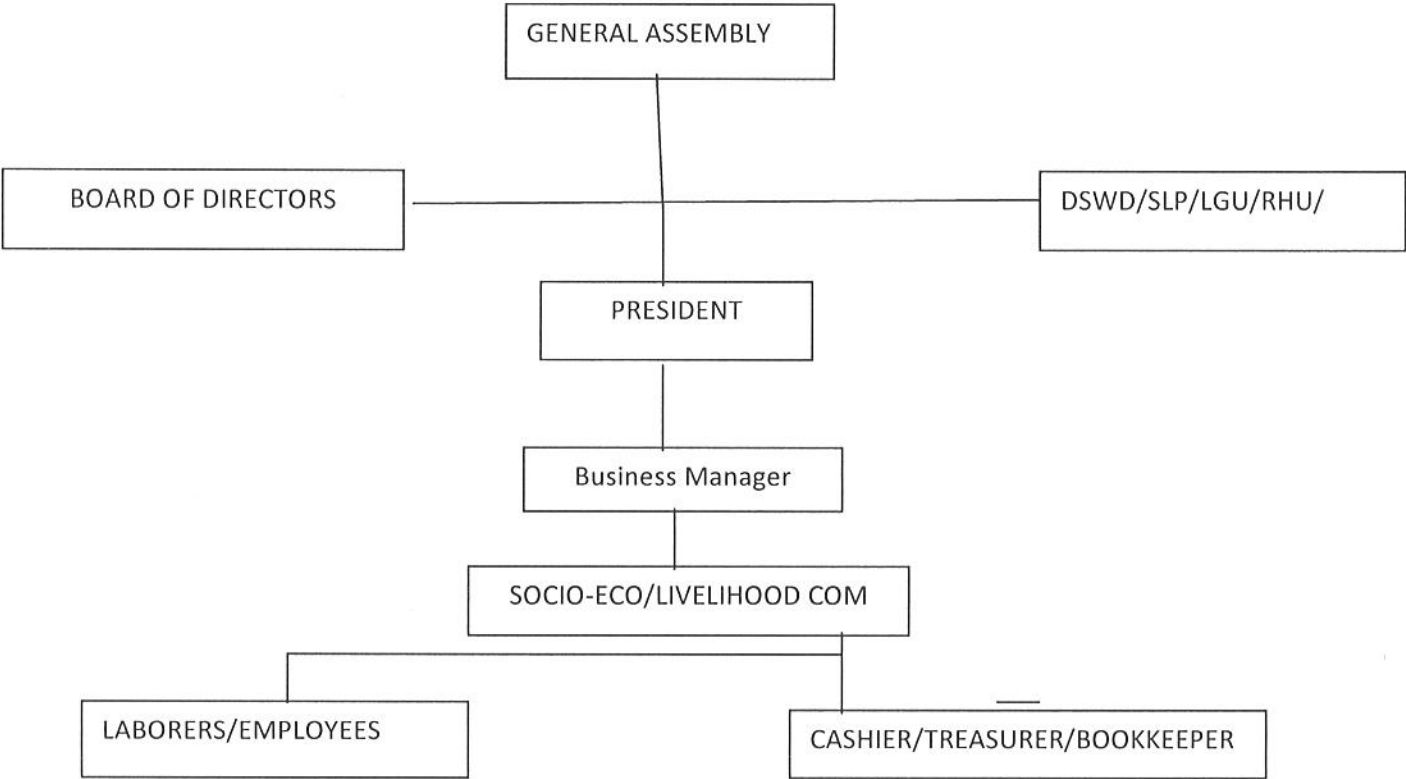 GENERAL ASSEMBLY
BOARD OF DIRECTORS
DSWD/SLP/LGU/RHU/
PRESIDENT
Business Manager
SOCIO-ECO/LIVELIHOOD COM
LABORERS/EMPLOYEES
CASHIER/TREASURER/BOOKKEEPER